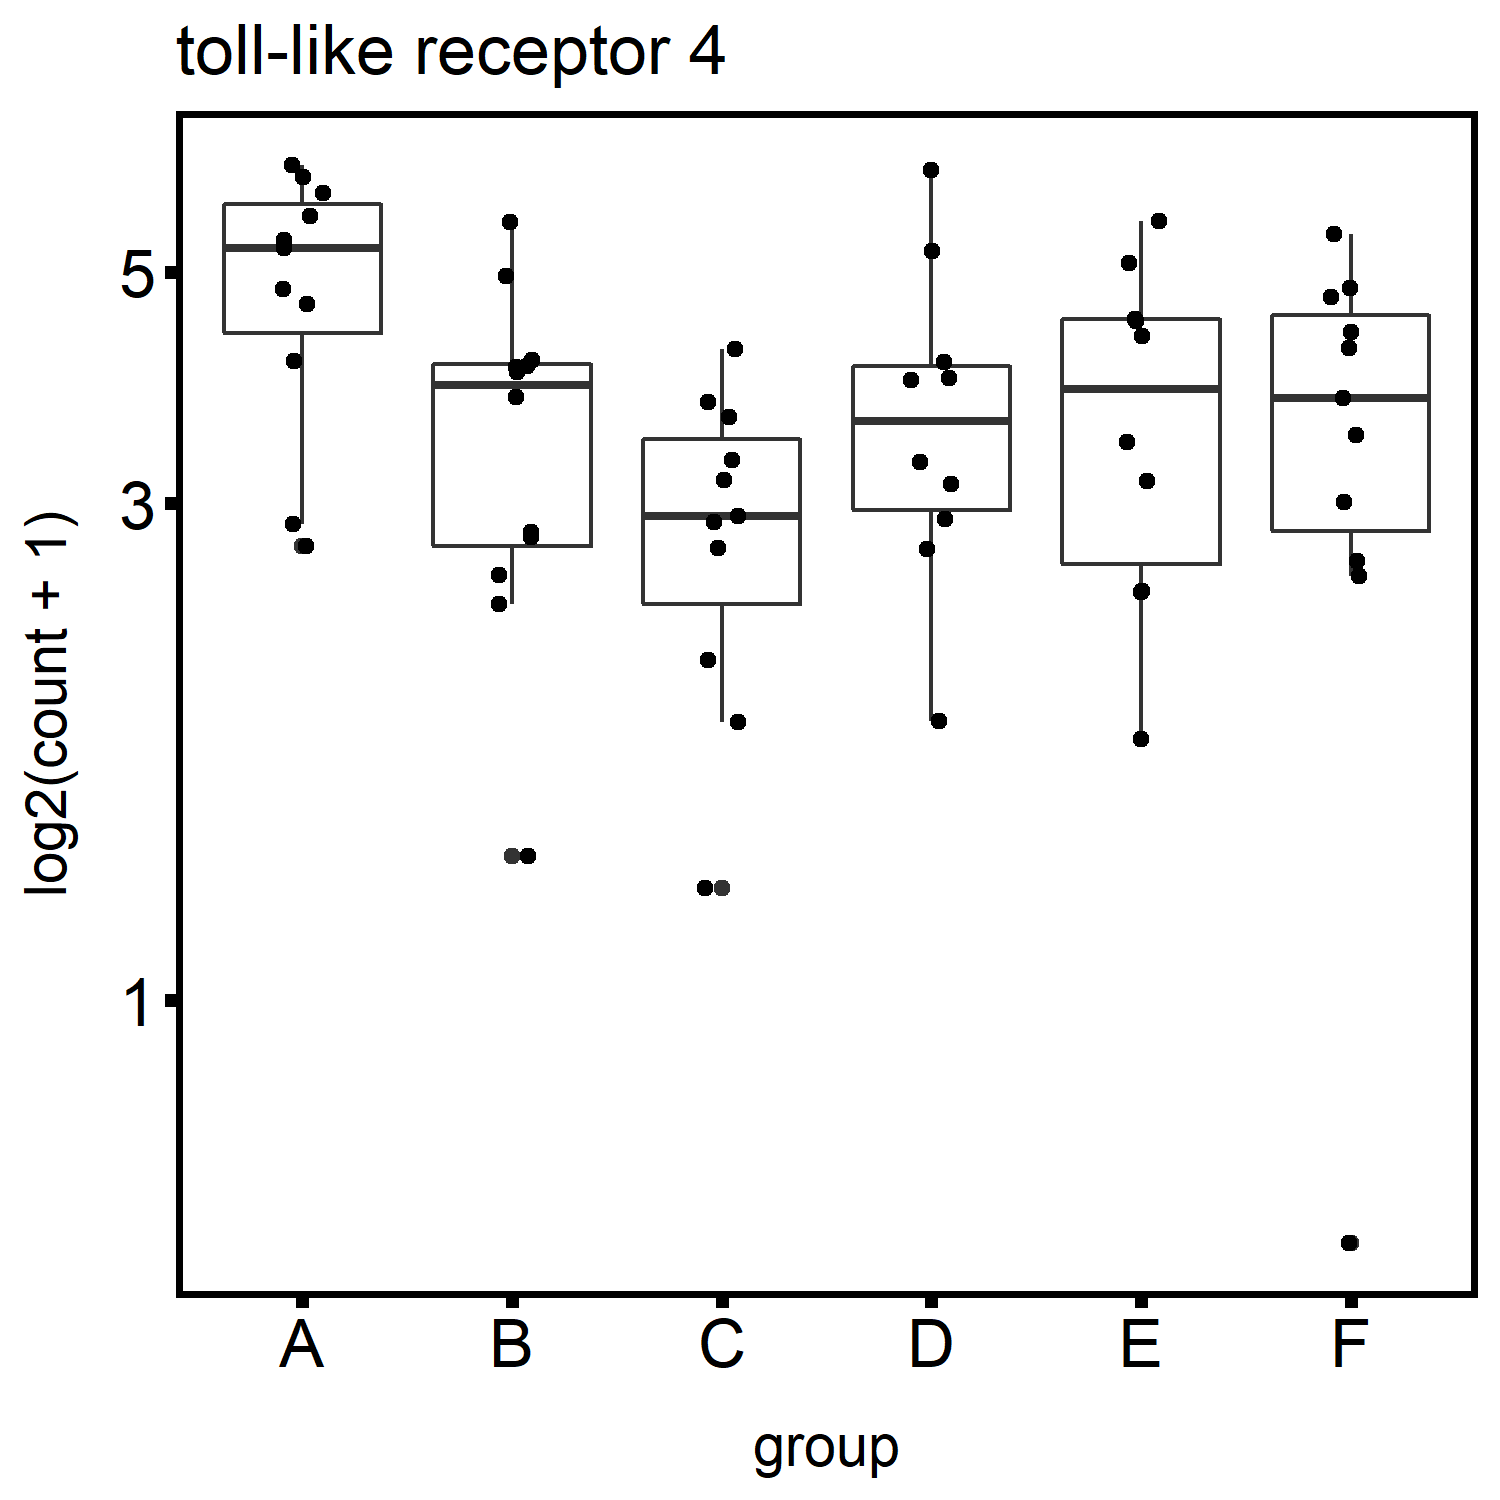 toll-like receptor 4
log2(count + 1)
5
3
1
A B C D E F
group